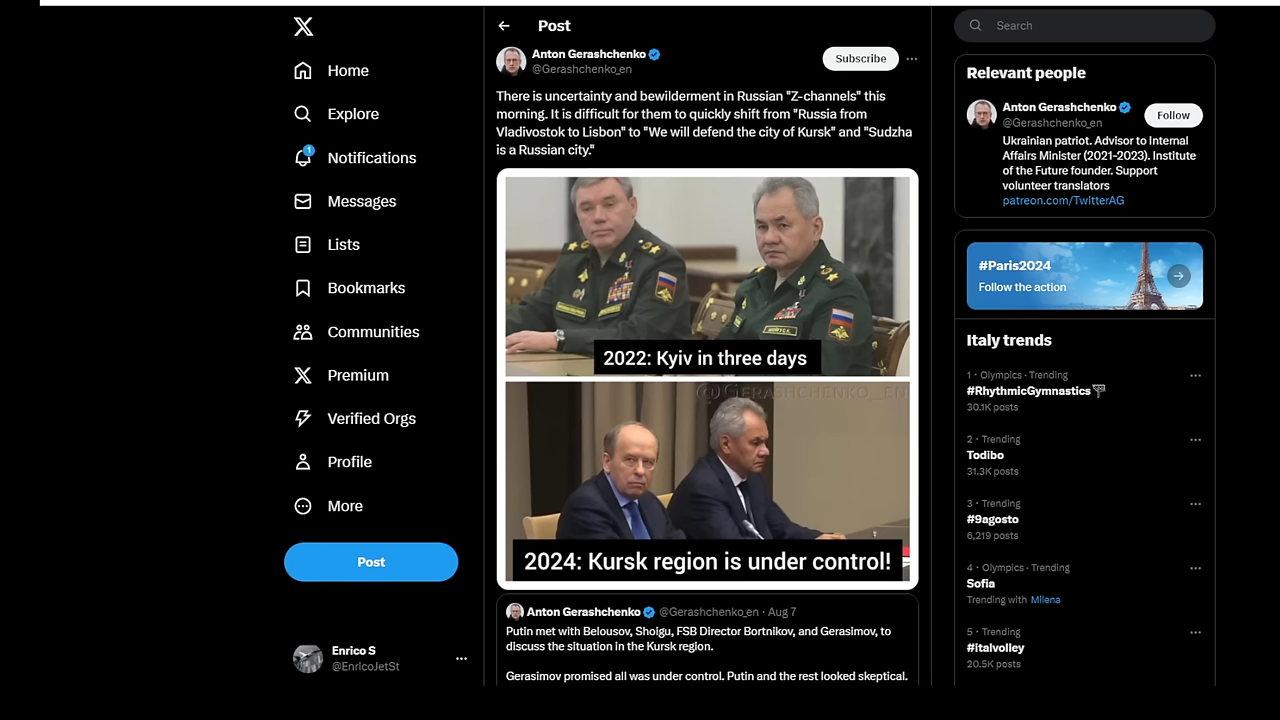 Home
Explore
1
Notifications
Messages
Lists
Bookmarks
Communities
Premium
Verified Orgs
Profile
More
Post
Enrico S
@EnricoJetSt
Post
Anton Gerashchenko
@Gerashchenko_en
Subscribe
There is uncertainty and bewilderment in Russian "Z-channels" this
morning. It is difficult for them to quickly shift from "Russia from
Vladivostok to Lisbon" to "We will defend the city of Kursk" and "Sudzha
is a Russian city."
2022: Kyiv in three days
@GERASHCHENKO_EN
2024: Kursk region is under control!
Anton Gerashchenko @Gerashchenko_en · Aug 7
Putin met with Belousov, Shoigu, FSB Director Bortnikov, and Gerasimov, to
discuss the situation in the Kursk region.
Gerasimov promised all was under control. Putin and the rest looked skeptical.
Search
Relevant people
Anton Gerashchenko
@Gerashchenko_en
Follow
Ukrainian patriot. Advisor to Internal
Affairs Minister (2021-2023). Institute
of the Future founder. Support
volunteer translators
patreon.com/TwitterAG
#Paris2024
Follow the action
Italy trends
1 · Olympics · Trending
#RhythmicGymnastics
30.1K posts
2 · Trending
Todibo
31.3K posts
3 · Trending
#9agosto
6,219 posts
4 · Olympics · Trending
Sofia
Trending with Milena
5 · Trending
#italvolley
20.5K posts